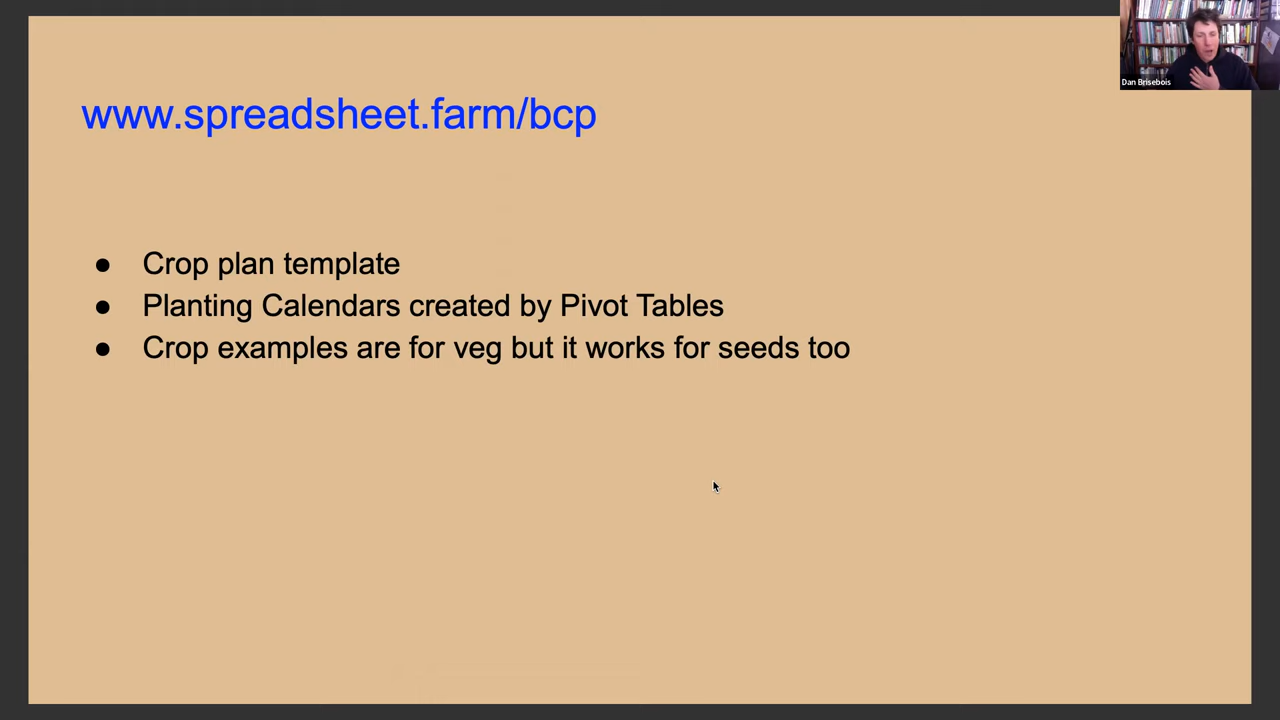 Dan Brisebois
www.spreadsheet.farm/bcp
● Crop plan template
● Planting Calendars created by Pivot Tables
● Crop examples are for veg but it works for seeds too